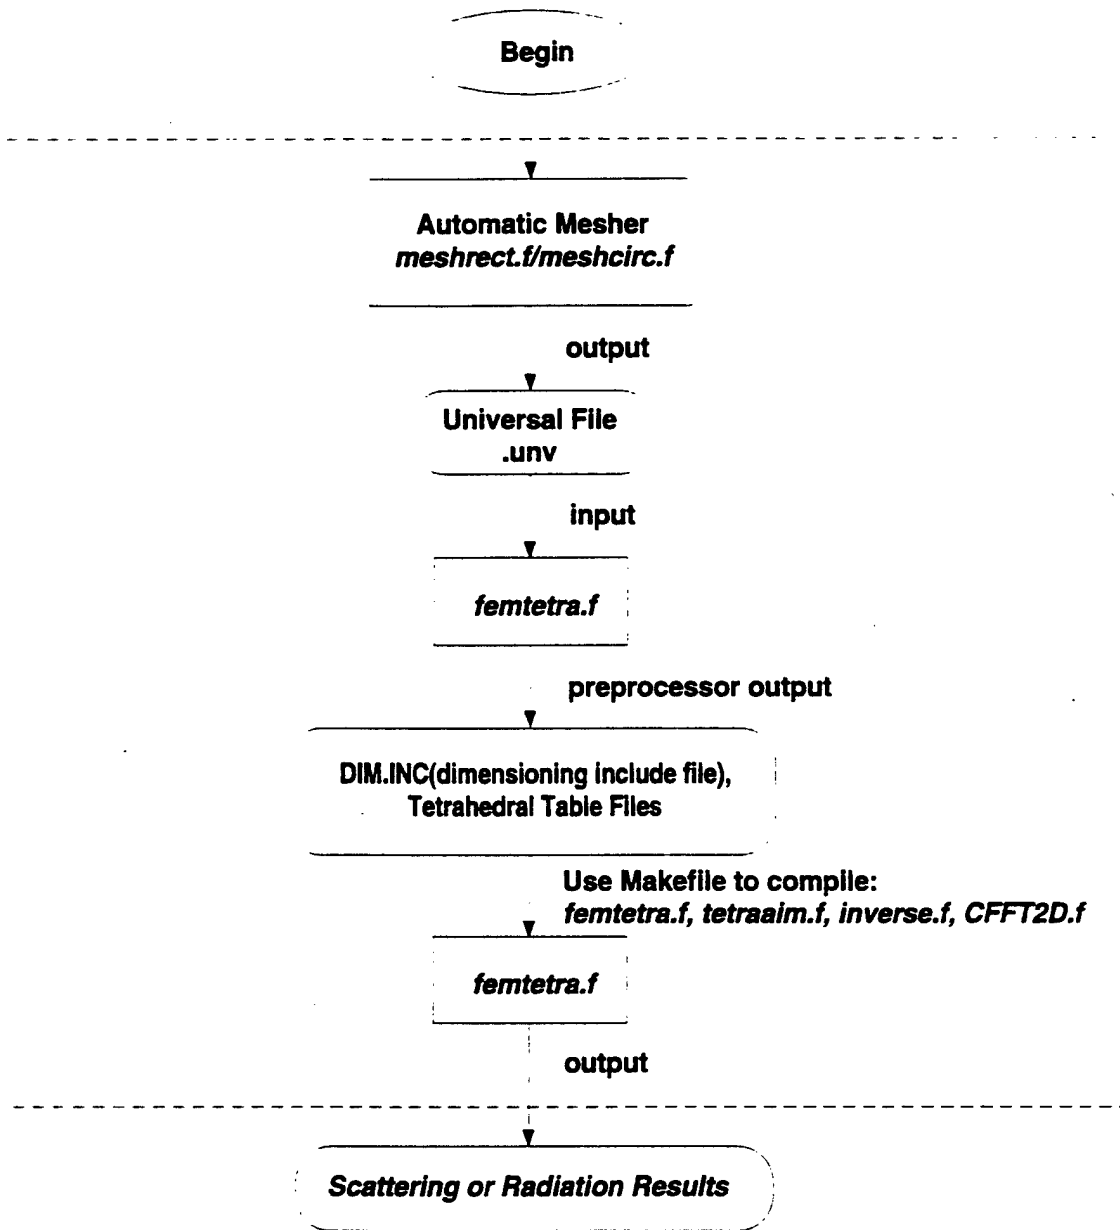 Begin
Automatic Mesher
meshrect.f/meshcirc.f
output
Universal File
.unv
input
femtetra.f
preprocessor output
DIM.INC(dimensioning include file),
Tetrahedral Table Files
Use Makefile to compile:
femtetra.f, tetraaim.f, inverse.f, CFFT2D.f
femtetra.f
output
Scattering or Radiation Results